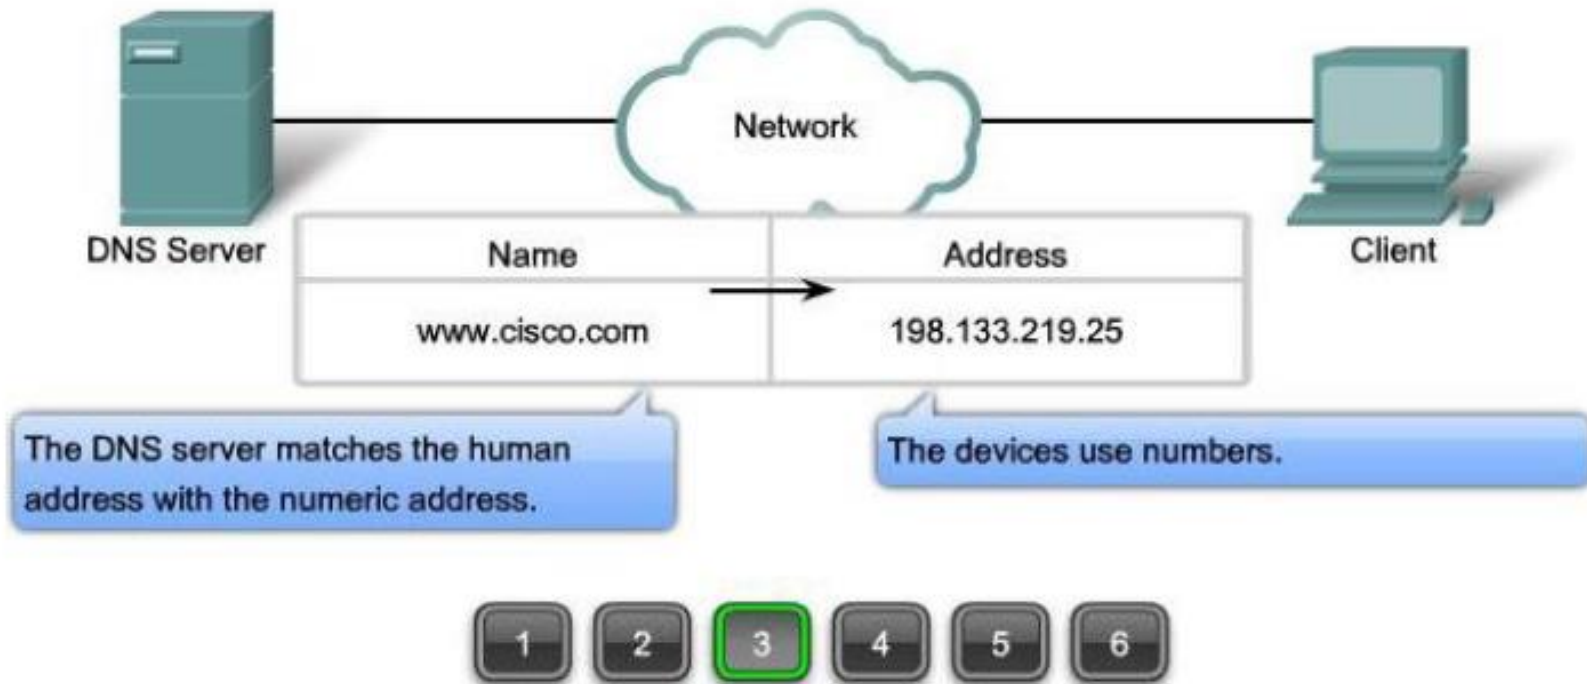 Network
DNS Server
Client
Name
Address
www.cisco.com
198.133.219.25
The DNS server matches the human
address with the numeric address.
The devices use numbers.
1
2
3
4
5
6